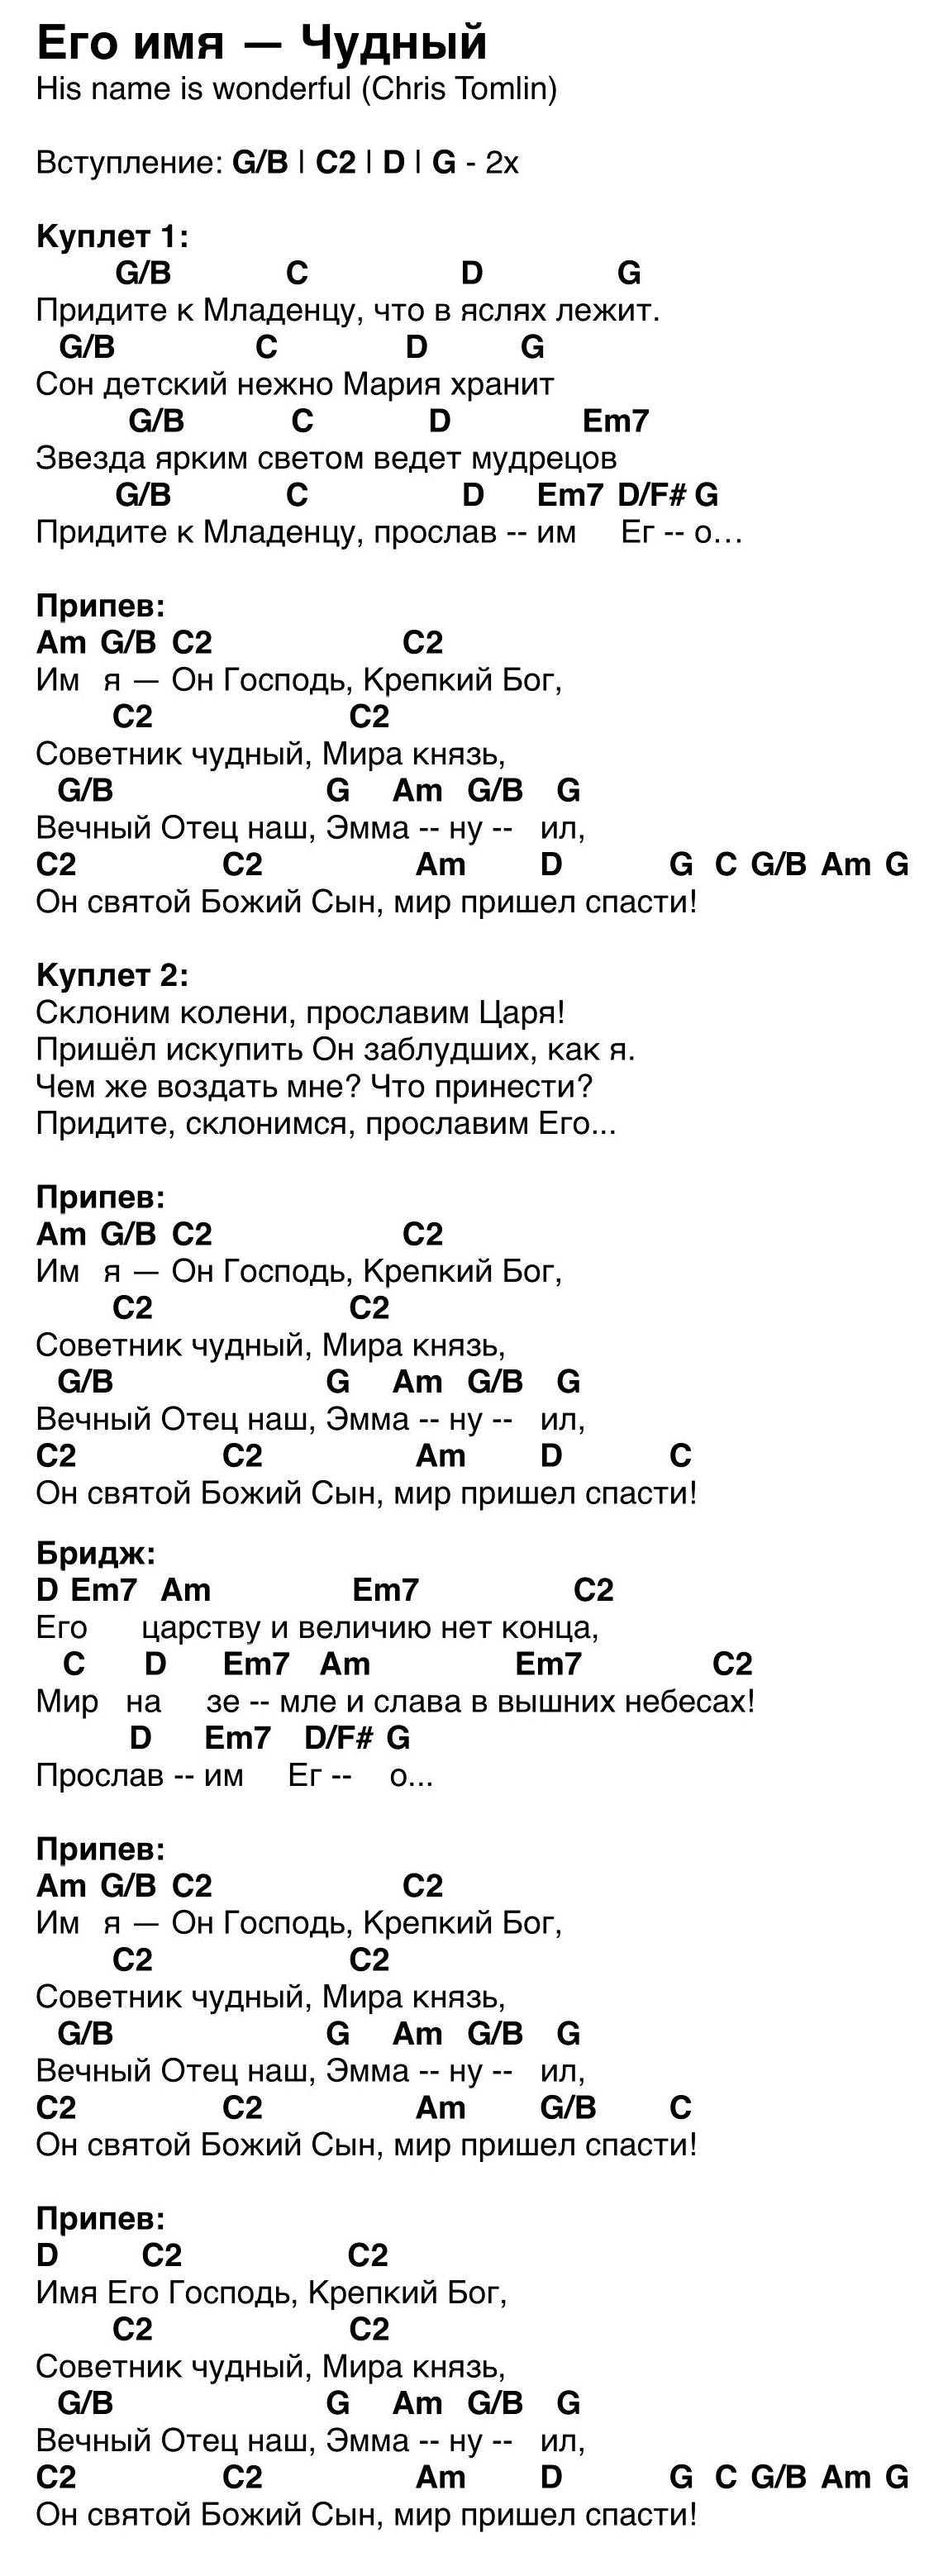 Его имя — Чудный
His name is wonderful (Chris Tomlin)
Вступление: G/B | C2 | D | G - 2x
Куплет 1:
G/B C D G
Придите к Младенцу, что в яслях лежит.
G/B C D G
Сон детский нежно Мария хранит
G/B C D Em7
Звезда ярким светом ведет мудрецов
G/B C D Em7 D/F# G
Придите к Младенцу, прослав -- им Ег -- о…
Припев:
Am G/B C2 C2
Им я — Он Господь, Крепкий Бог,
C2 C2
Советник чудный, Мира князь,
G/B G Am G/B G
Вечный Отец наш, Эмма -- ну -- ил,
C2 C2 Am D G C G/B Am G
Он святой Божий Сын, мир пришел спасти!
Куплет 2:
Склоним колени, прославим Царя!
Пришёл искупить Он заблудших, как я.
Чем же воздать мне? Что принести?
Придите, склонимся, прославим Его...
Припев:
Am G/B C2 C2
Им я — Он Господь, Крепкий Бог,
C2 C2
Советник чудный, Мира князь,
G/B G Am G/B G
Вечный Отец наш, Эмма -- ну -- ил,
C2 C2 Am D C
Он святой Божий Сын, мир пришел спасти!
Бридж:
D Em7 Am Em7 C2
Его царству и величию нет конца,
C D Em7 Am Em7 C2
Мир на зе -- мле и слава в вышних небесах!
D Em7 D/F# G
Прослав -- им Ег -- о...
Припев:
Am G/B C2 C2
Им я — Он Господь, Крепкий Бог,
C2 C2
Советник чудный, Мира князь,
G/B G Am G/B G
Вечный Отец наш, Эмма -- ну -- ил,
C2 C2 Am G/B C
Он святой Божий Сын, мир пришел спасти!
Припев:
D C2 C2
Имя Его Господь, Крепкий Бог,
C2 C2
Советник чудный, Мира князь,
G/B G Am G/B G
Вечный Отец наш, Эмма -- ну -- ил,
C2 C2 Am D G C G/B Am G
Он святой Божий Сын, мир пришел спасти!